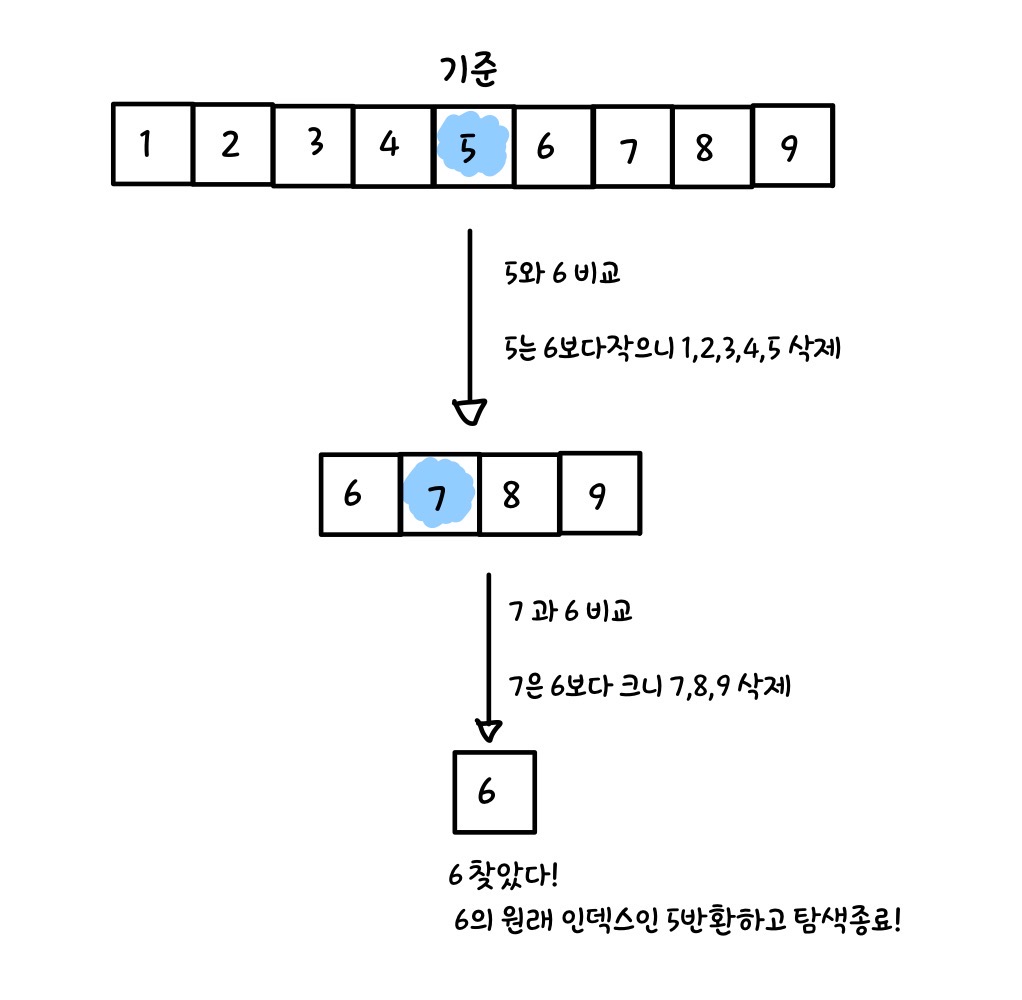 기준
1 2 3 4 5 6 7 8 9
5와 6 비교
5는 6보다작으니 1,2,3,4,5 삭제
6 7 8 9
7 과 6 비교
7은 6보다 크니 7,8,9 삭제
6
6 찾았다!
6의 원래 인덱스인 5반환하고 탐색종료!